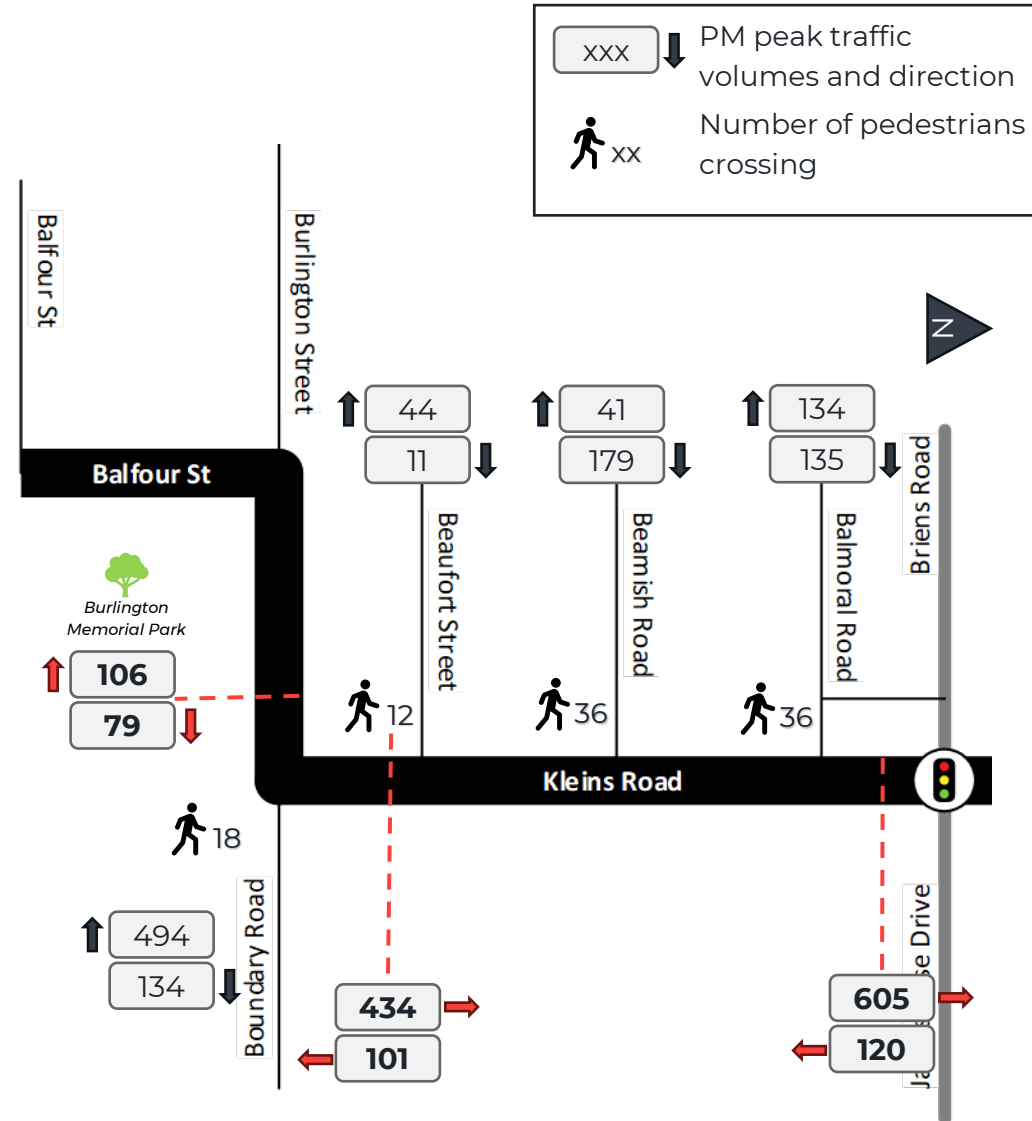 xxx
PM peak traffic
volumes and direction
xx
Number of pedestrians
crossing
Balfour St
Burlington Street
N
44
11
41
179
134
135
Briens Road
Balfour St
Beaufort Street
Beamish Road
Balmoral Road
Burlington
Memorial Park
106
79
12
36
36
Kleins Road
18
494
134
Boundary Road
434
101
605
120
Drive